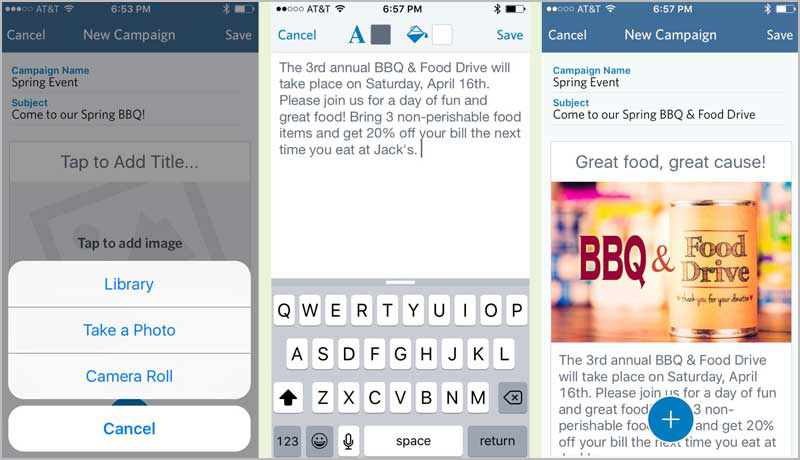 AT&T 6:53 PM
Cancel New Campaign Save
Campaign Name
Spring Event
Subject
Come to our Spring BBQ!
Tap to Add Title...
Tap to add image
Library
Take a Photo
Camera Roll
Cancel
AT&T 6:57 PM
Cancel A Save
The 3rd annual BBQ & Food Drive will
take place on Saturday, April 16th.
Please join us for a day of fun and
great food! Bring 3 non-perishable food
items and get 20% off your bill the next
time you eat at Jack's.
Q W E R T Y U I O P
A S D F G H J K L
Z X C V B N M
123 space return
AT&T 6:57 PM
Cancel New Campaign Save
Campaign Name
Spring Event
Subject
Come to our Spring BBQ & Food Drive
Great food, great cause!
BBQ & Food
Drive
thank you for your donation
The 3rd annual BBQ & Food Drive
will take place on Saturday, April
16th. Please join us for a day of fun
and great food! 3 non-
perishable foo and get 20%
off your bill the next time you eat at